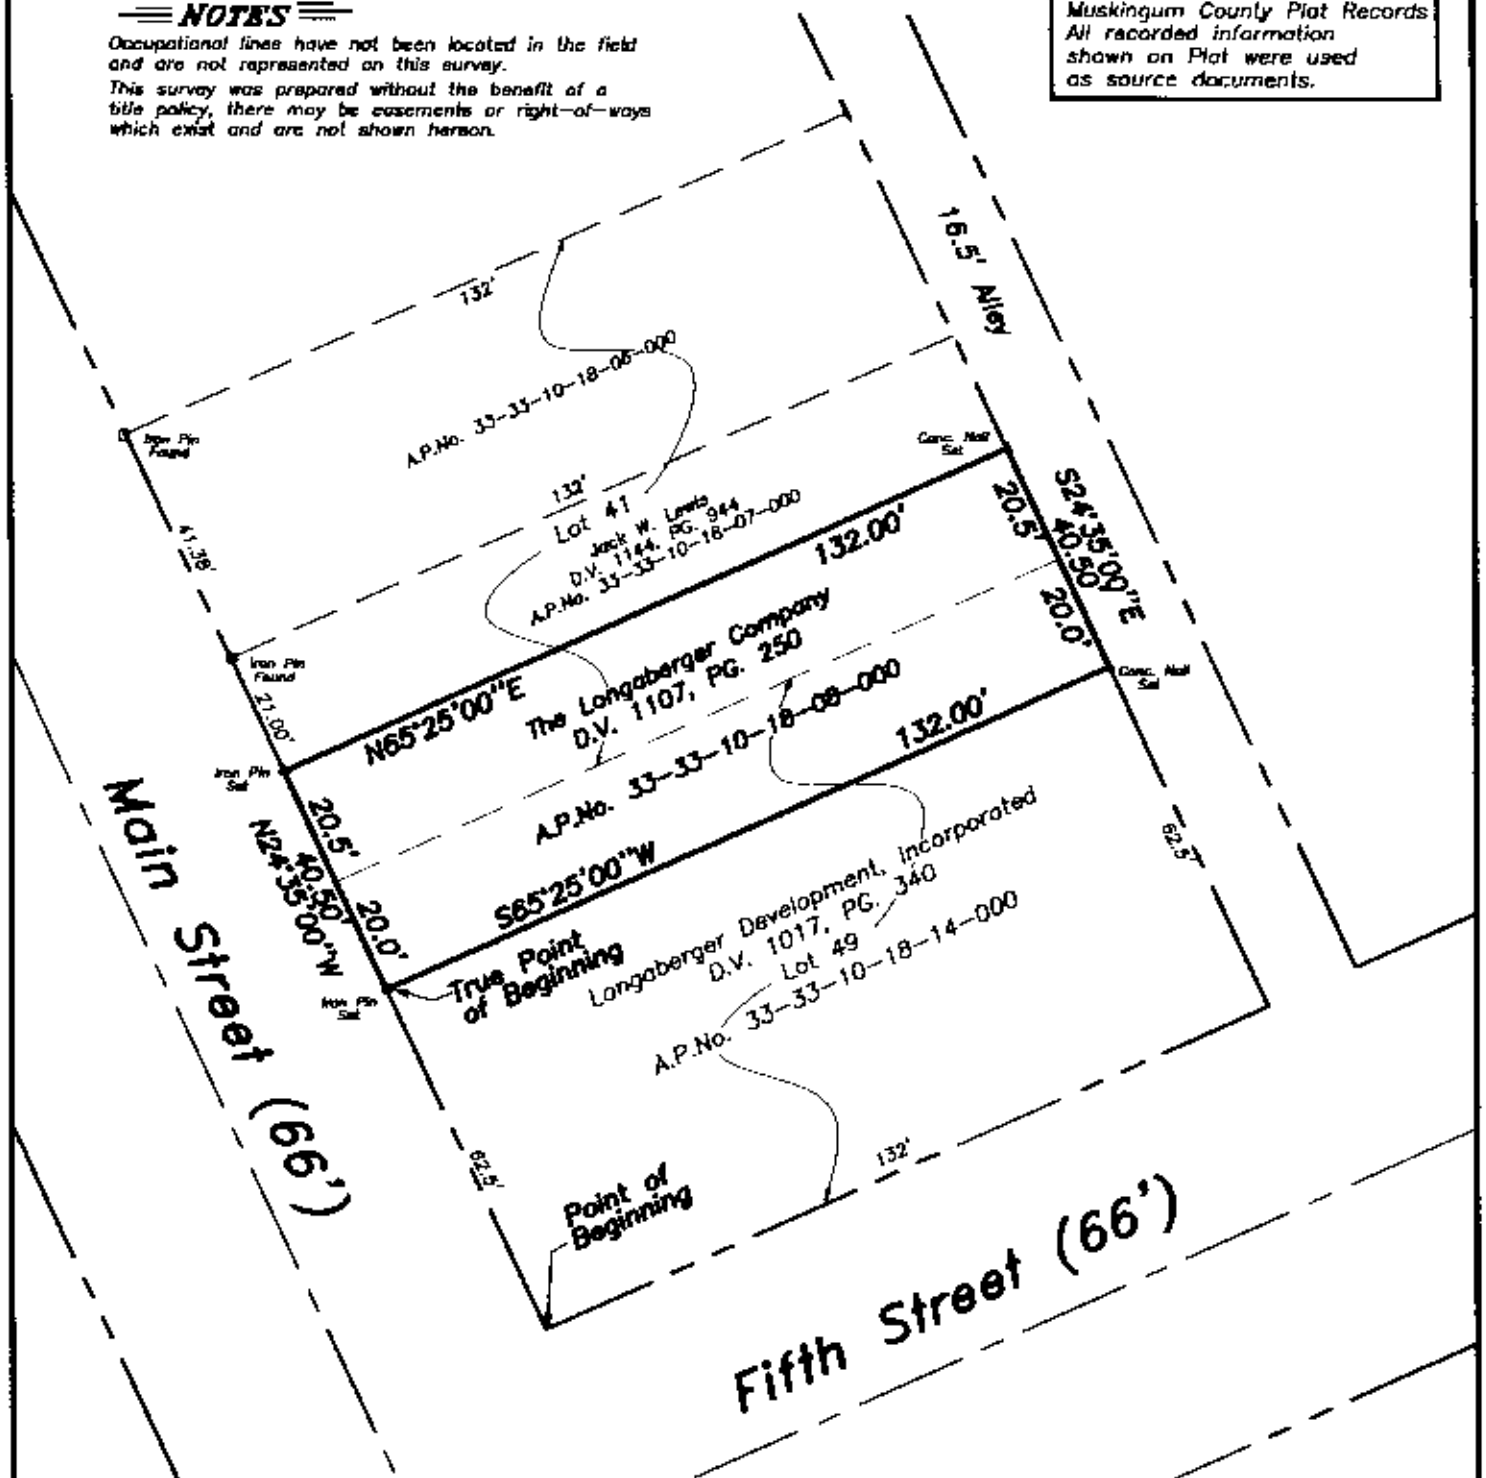 NOTES
Occupational lines have not been located in the field
and are not represented on this survey.
This survey was prepared without the benefit of a
title policy, there may be easements or right-of-ways
which exist and are not shown hereon.
Muskingum County Plat Records
All recorded information
shown on Plat were used
as source documents.
16.5' Alley
132'
A.P.No. 33-33-10-18-06-000
Iron Pin
Found
41.38'
132'
Lot 41
Jack W. Lewis
D.V. 1144, PG. 944
A.P.No. 33-33-10-18-07-000
Conc. Nail
Set
S24°35'00"E
40.50'
20.5'
20.0'
132.00'
N65°25'00"E
Iron Pin
Found
21.00'
The Longaberger Company
D.V. 1107, PG. 250
A.P.No. 33-33-10-18-08-000
Conc. Nail
Set
Iron Pin
Set
20.5'
40.50'
N24°35'00"W
20.0'
132.00'
S65°25'00"W
Iron Pin
Set
True Point
of Beginning
Longaberger Development, Incorporated
D.V. 1017, PG. 340
Lot 49
A.P.No. 33-33-10-18-14-000
62.5'
62.5'
132'
Point of
Beginning
Main Street (66')
Fifth Street (66')